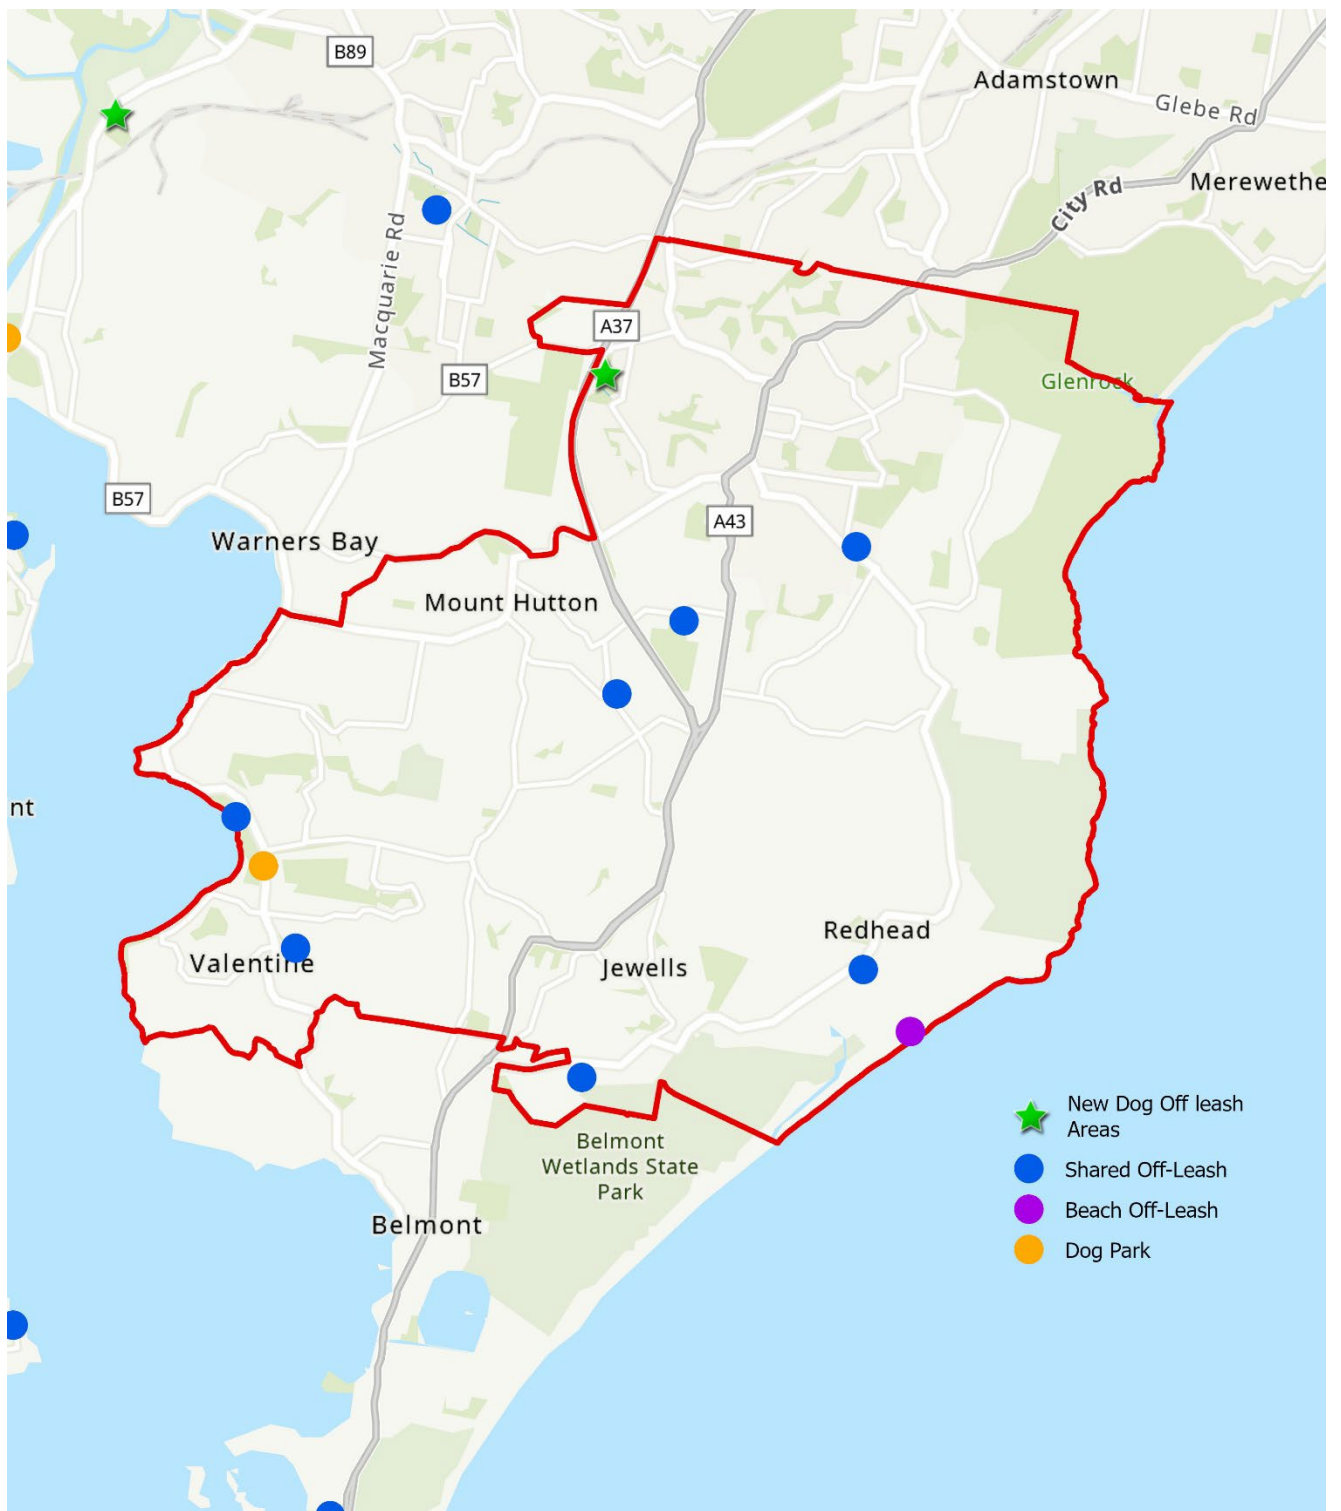 B89
Adamstown
Glebe Rd
City Rd
Merewethe
Macquarie Rd
A37
B57
Glenrock
B57
A43
Warners Bay
Mount Hutton
nt
Redhead
Valentine
Jewells
New Dog Off leash
Areas
Shared Off-Leash
Beach Off-Leash
Dog Park
Belmont
Wetlands State
Park
Belmont